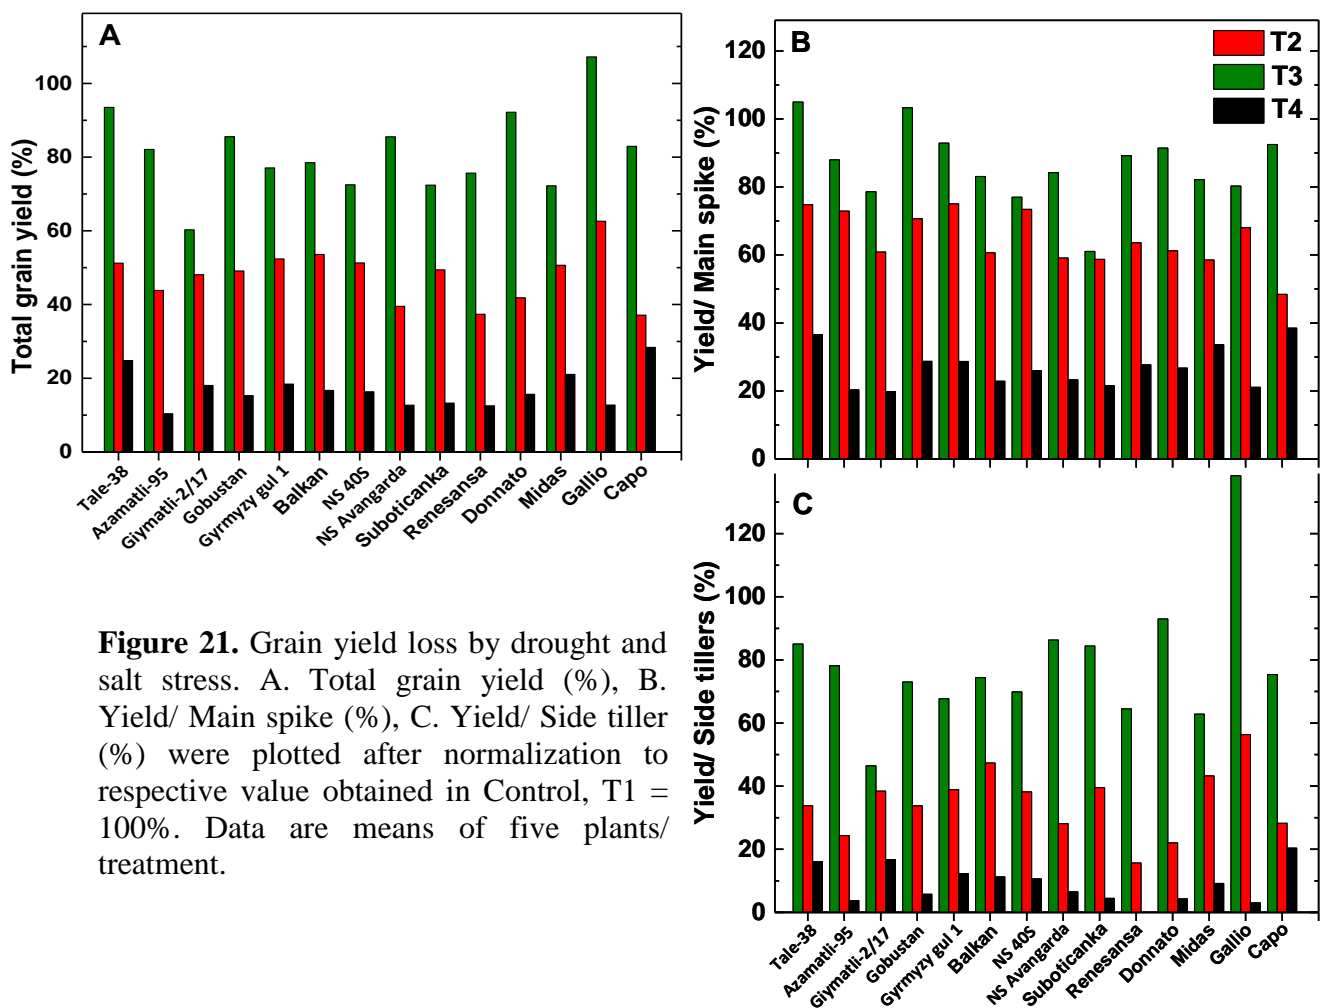 A
Total grain yield (%)
100
80
60
40
20
0
Tale-38
Azamatli-95
Giymatli-2/17
Gobustan
Gyrmyzy gul 1
Balkan
NS 40S
NS Avangarda
Suboticanka
Renesansa
Donnato
Midas
Gallio
Capo
B
T2
T3
T4
Yield/ Main spike (%)
120
100
80
60
40
20
0
C
Yield/ Side tillers (%)
120
100
80
60
40
20
0
Tale-38
Azamatli-95
Giymatli-2/17
Gobustan
Gyrmyzy gul 1
Balkan
NS 40S
NS Avangarda
Suboticanka
Renesansa
Donnato
Midas
Gallio
Capo
Figure 21. Grain yield loss by drought and
salt stress. A. Total grain yield (%), B.
Yield/ Main spike (%), C. Yield/ Side tiller
(%) were plotted after normalization to
respective value obtained in Control, T1 =
100%. Data are means of five plants/
treatment.